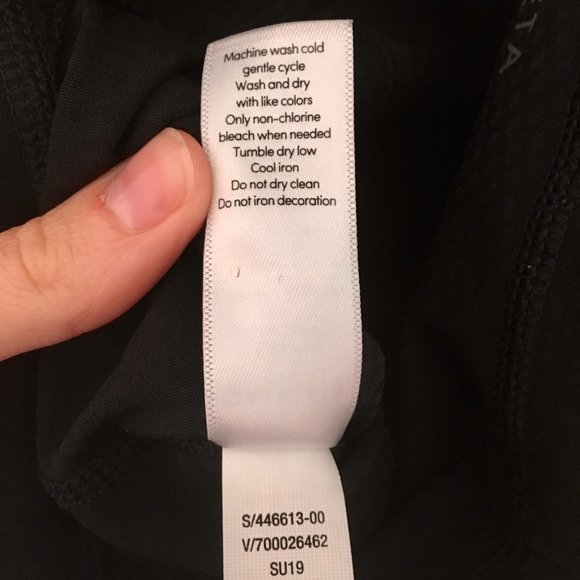 Machine wash cold
gentle cycle
Wash and dry
with like colors
Only non-chlorine
bleach when needed
Tumble dry low
Cool iron
Do not dry clean
Do not iron decoration
S/446613-00
V/700026462
SU19